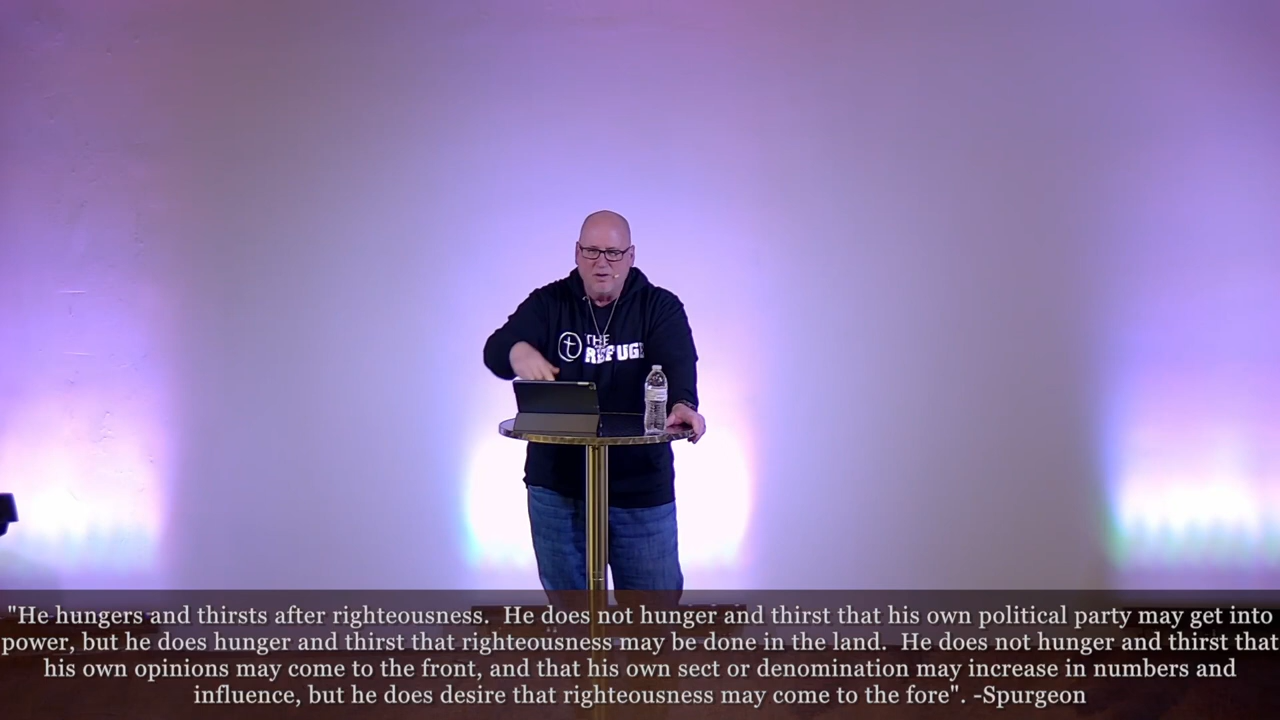 THE
REFUGE
"He hungers and thirsts after righteousness.  He does not hunger and thirst that his own political party may get into
power, but he does hunger and thirst that righteousness may be done in the land.  He does not hunger and thirst that
his own opinions may come to the front, and that his own sect or denomination may increase in numbers and
influence, but he does desire that righteousness may come to the fore". -Spurgeon